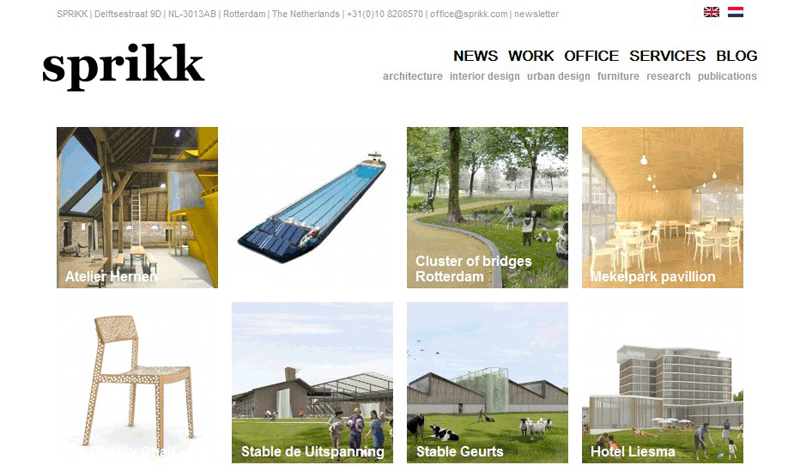 SPRIKK | Delftsestraat 9D | NL-3013AB | Rotterdam | The Netherlands | +31(0)10 8208570 | office@sprikk.com | newsletter
sprikk
NEWS WORK OFFICE SERVICES BLOG
architecture interior design urban design furniture research publications
Atelier Hernen
Cluster of bridges
Rotterdam
Mekelpark pavillion
Chair
Stable de Uitspanning
Stable Geurts
Hotel Liesma